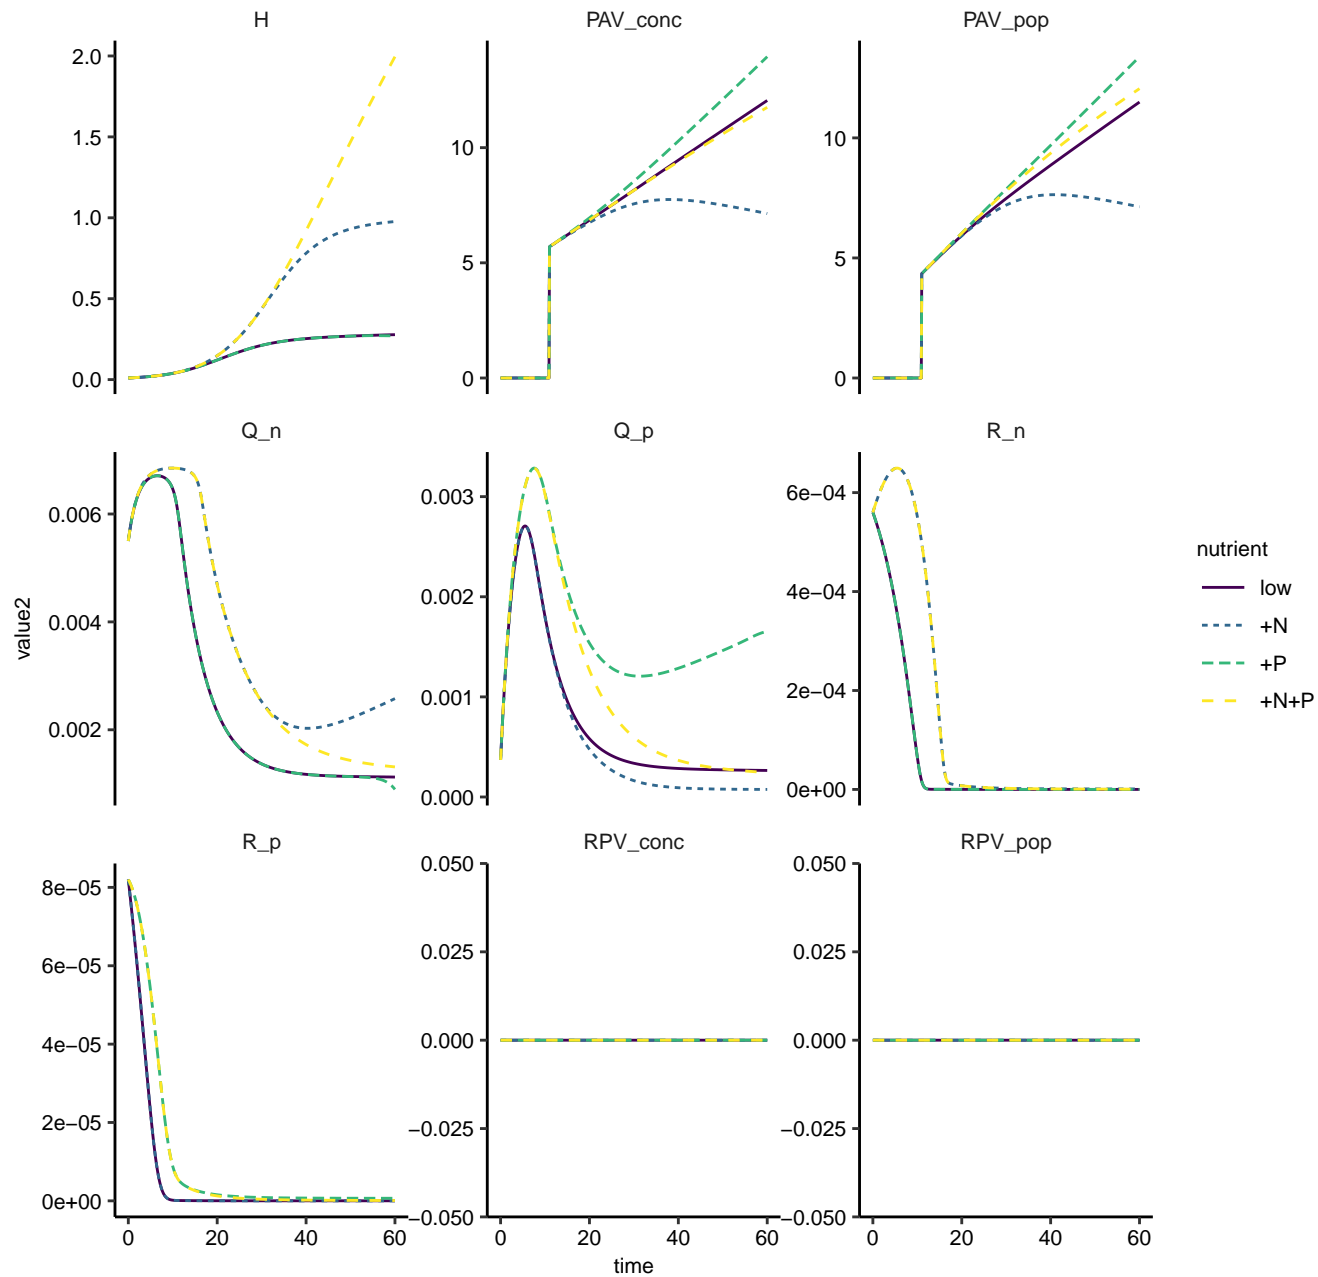 H
PAV_conc
PAV_pop
2.0
1.5
1.0
0.5
0.0
10
5
0
10
5
0
Q_n
Q_p
R_n
0.006
0.004
0.002
0.003
0.002
0.001
0.000
6e−04
4e−04
2e−04
0e+00
R_p
RPV_conc
RPV_pop
8e−05
6e−05
4e−05
2e−05
0e+00
0.050
0.025
0.000
−0.025
−0.050
0.050
0.025
0.000
−0.025
−0.050
0 20 40 60
0 20 40 60
0 20 40 60
time
value2
nutrient
low
+N
+P
+N+P